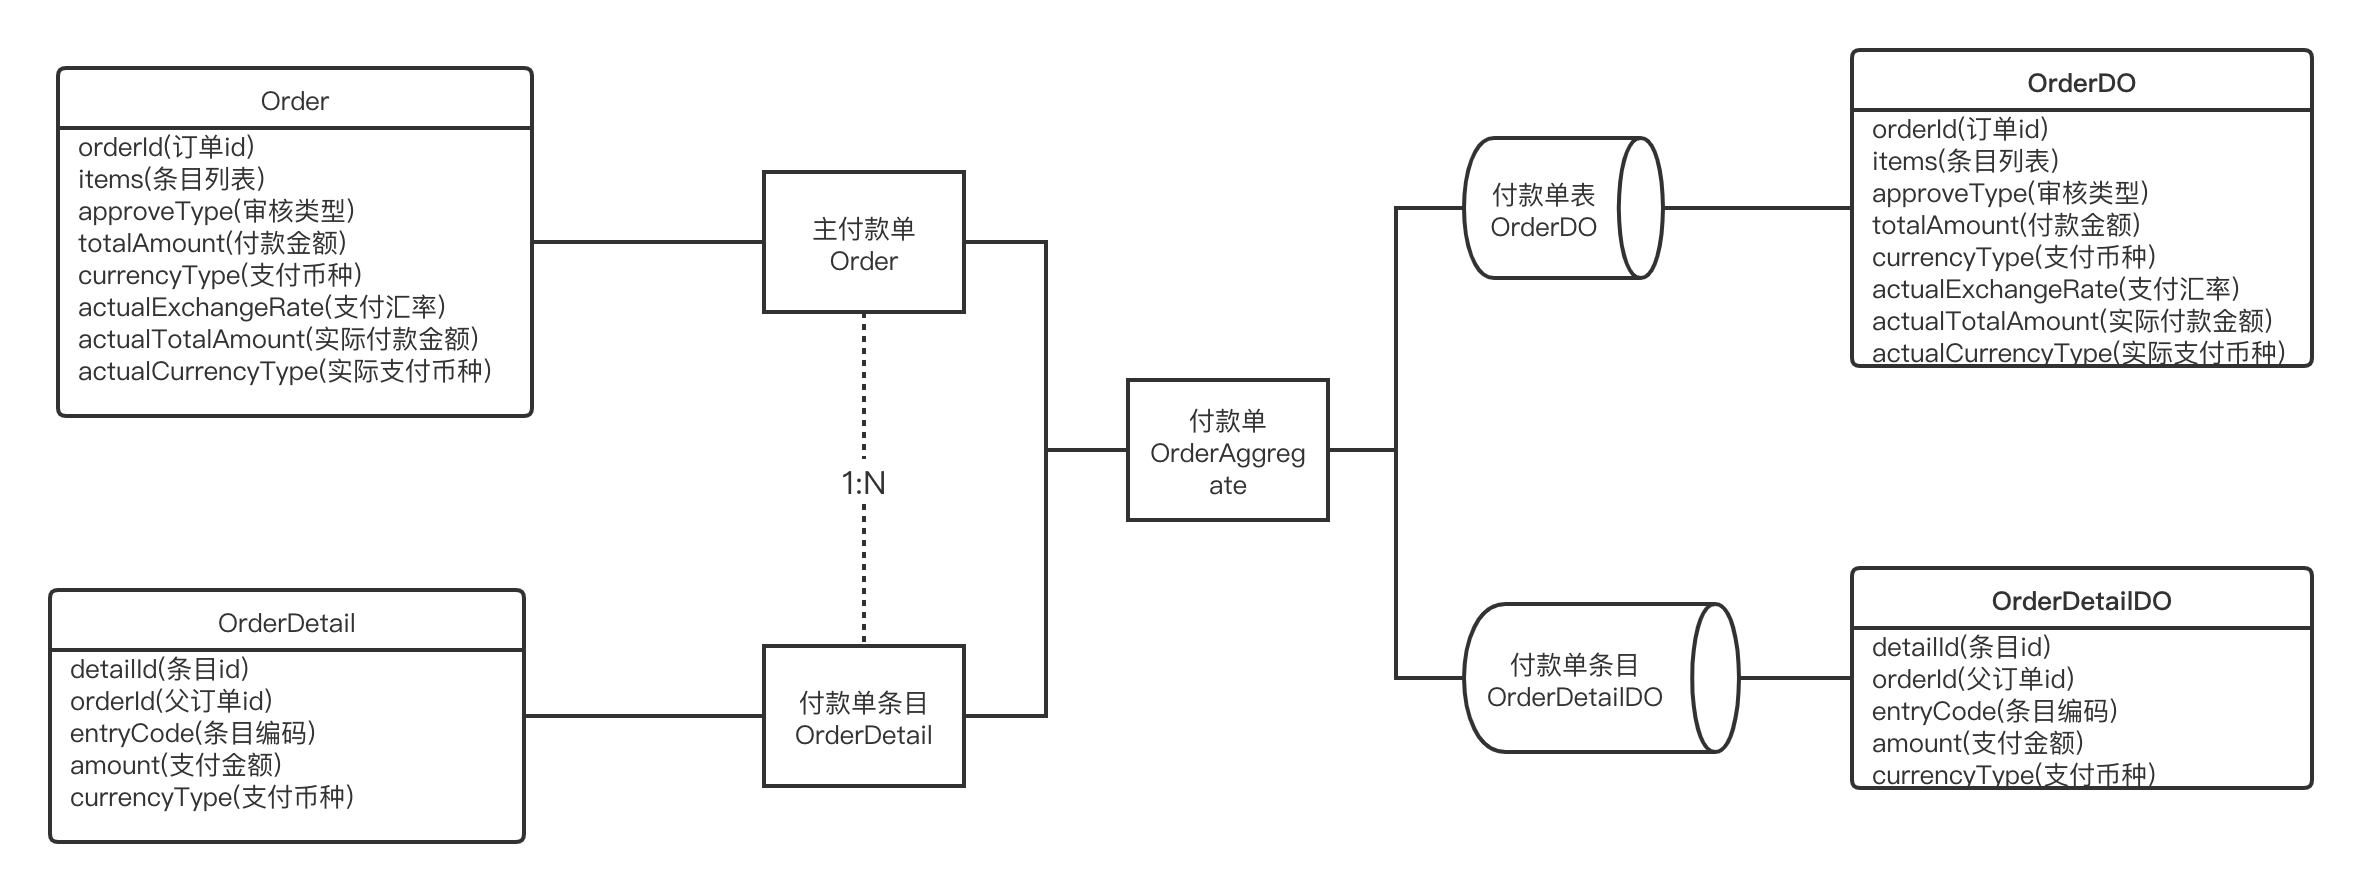 Order
orderId(订单id)
items(条目列表)
approveType(审核类型)
totalAmount(付款金额)
currencyType(支付币种)
actualExchangeRate(支付汇率)
actualTotalAmount(实际付款金额)
actualCurrencyType(实际支付币种)
OrderDetail
detailId(条目id)
orderId(父订单id)
entryCode(条目编码)
amount(支付金额)
currencyType(支付币种)
主付款单
Order
1:N
付款单条目
OrderDetail
付款单
OrderAggreg
ate
付款单表
OrderDO
付款单条目
OrderDetailDO
OrderDO
orderId(订单id)
items(条目列表)
approveType(审核类型)
totalAmount(付款金额)
currencyType(支付币种)
actualExchangeRate(支付汇率)
actualTotalAmount(实际付款金额)
actualCurrencyType(实际支付币种)
OrderDetailDO
detailId(条目id)
orderId(父订单id)
entryCode(条目编码)
amount(支付金额)
currencyType(支付币种)